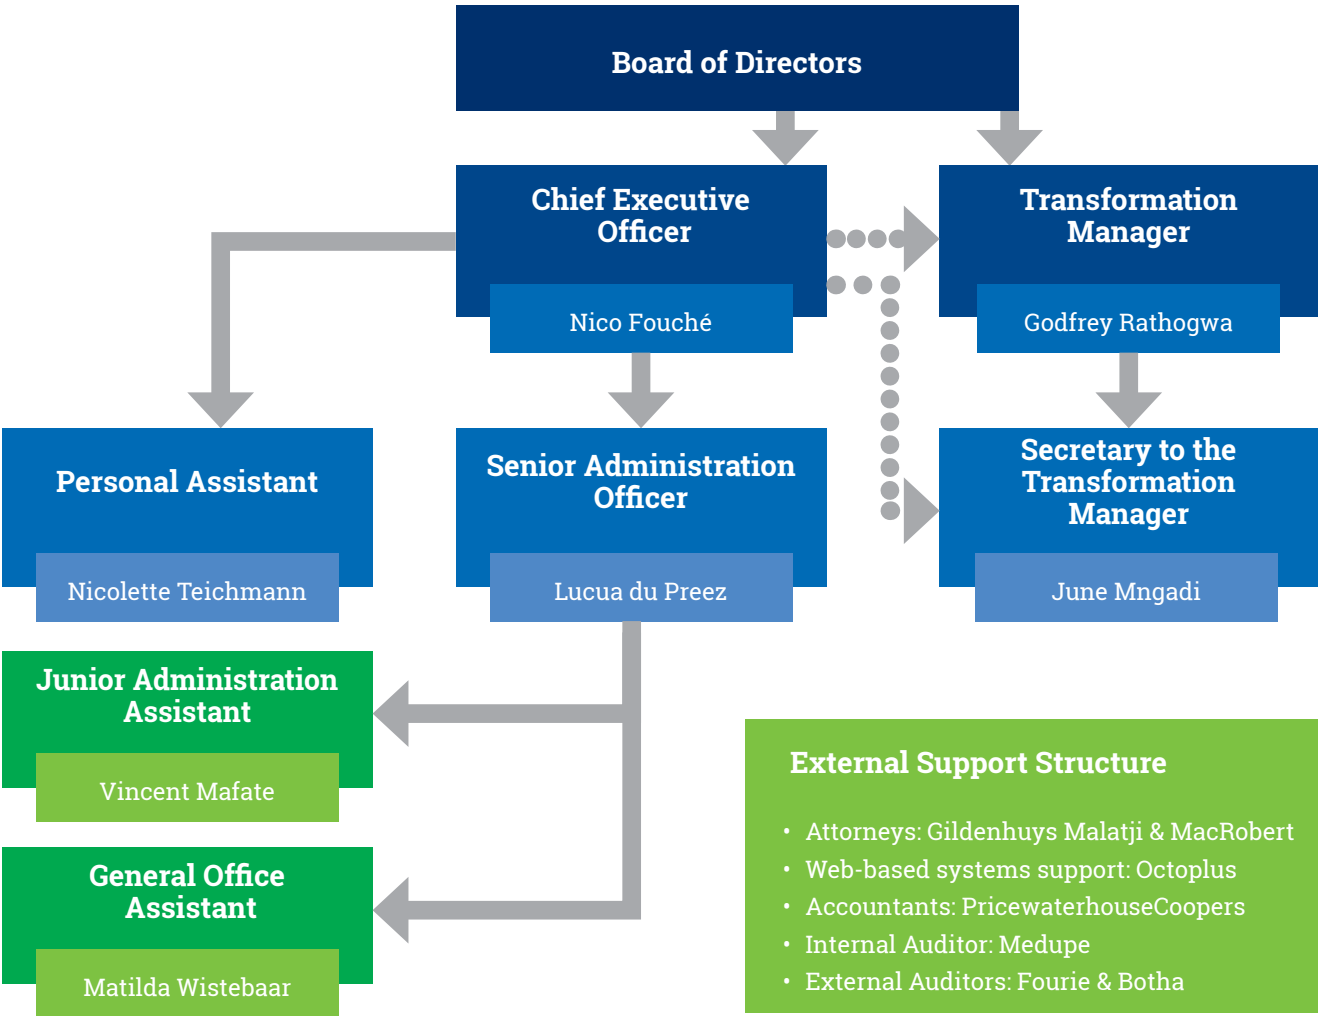 Board of Directors
Chief Executive
Officer
Nico Fouché
Transformation
Manager
Godfrey Rathogwa
Personal Assistant
Nicolette Teichmann
Senior Administration
Officer
Lucua du Preez
Secretary to the
Transformation
Manager
June Mngadi
Junior Administration
Assistant
Vincent Mafate
General Office
Assistant
Matilda Wistebaar
External Support Structure
• Attorneys: Gildenhuys Malatji & MacRobert
• Web-based systems support: Octoplus
• Accountants: PricewaterhouseCoopers
• Internal Auditor: Medupe
• External Auditors: Fourie & Botha